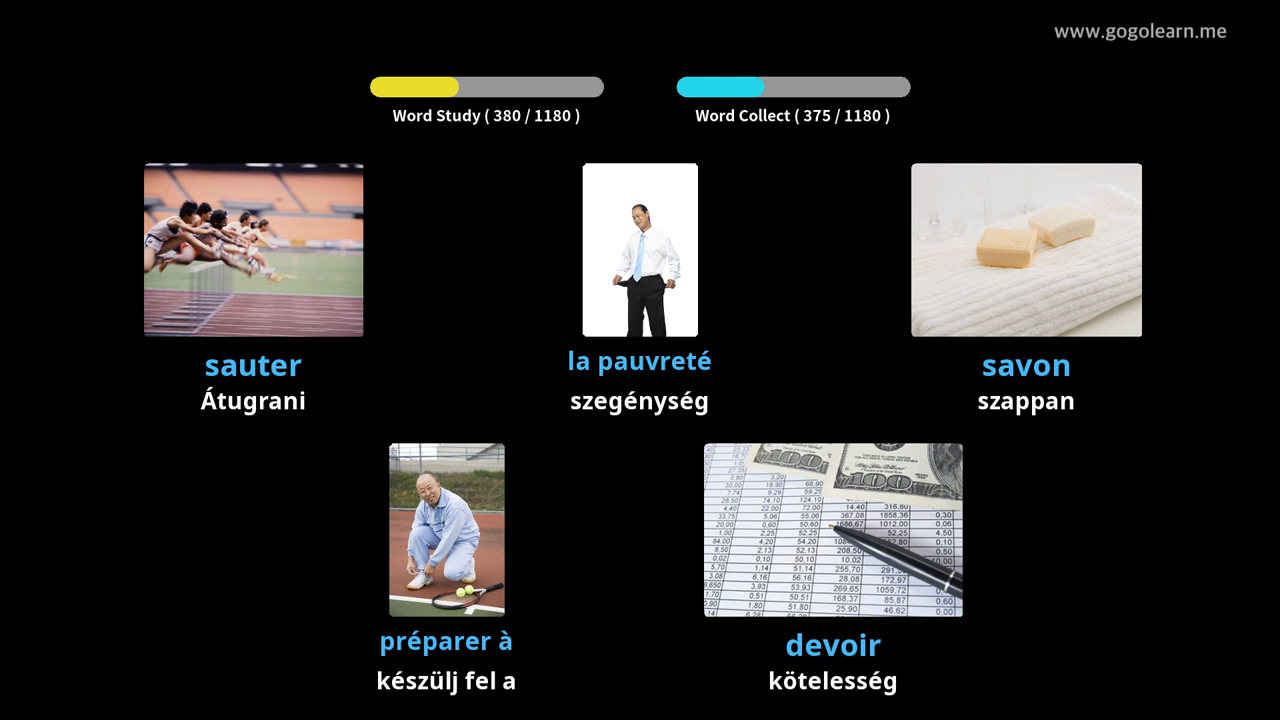 www.gogolearn.me
Word Study ( 380 / 1180 )
Word Collect ( 375 / 1180 )
sauter
la pauvreté
savon
Átugrani
szegénység
szappan
préparer à
devoir
készülj fel a
kötelesség